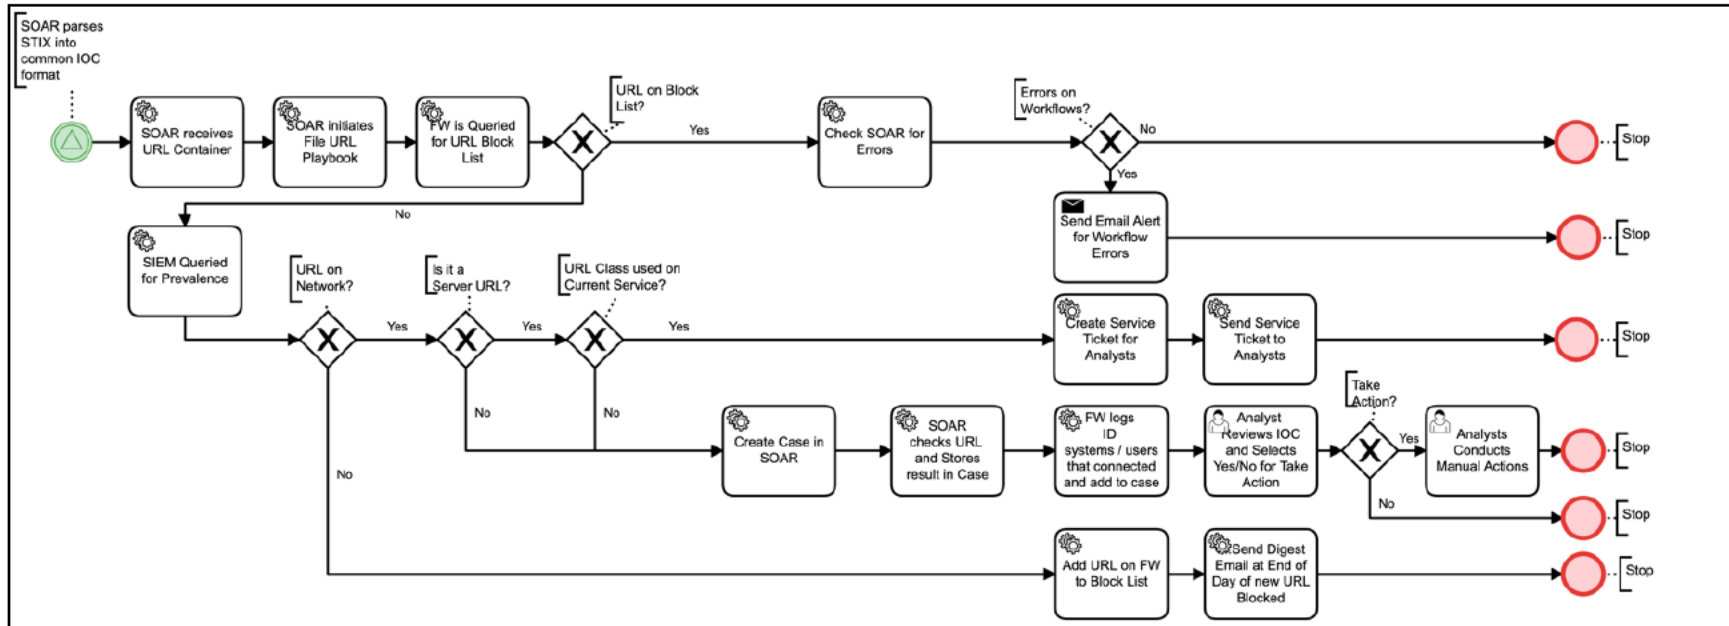 SOAR parses
STIX into
common IOC
format
SOAR receives
URL Container
SOAR initiates
File URL
Playbook
FW is Queried
for URL Block
List
URL on Block
List?
Yes
No
Check SOAR for
Errors
Errors on
Workflows?
No
Yes
Stop
Send Email Alert
for Workflow
Errors
Stop
SIEM Queried
for Prevalence
URL on
Network?
Yes
Is it a
Server URL?
Yes
URL Class used on
Current Service?
Yes
Create Service
Ticket for
Analysts
Send Service
Ticket to
Analysts
Stop
No
No
Create Case in
SOAR
SOAR
checks URL
and Stores
result in Case
FW logs
ID
systems / users
that connected
and add to case
Analyst
Reviews IOC
and Selects
Yes/No for Take
Action
Take
Action?
Yes
Analysts
Conduct
Manual Actions
Stop
No
Stop
No
Add URL on FW
to Block List
Send Digest
Email at End of
Day of new URL
Blocked
Stop